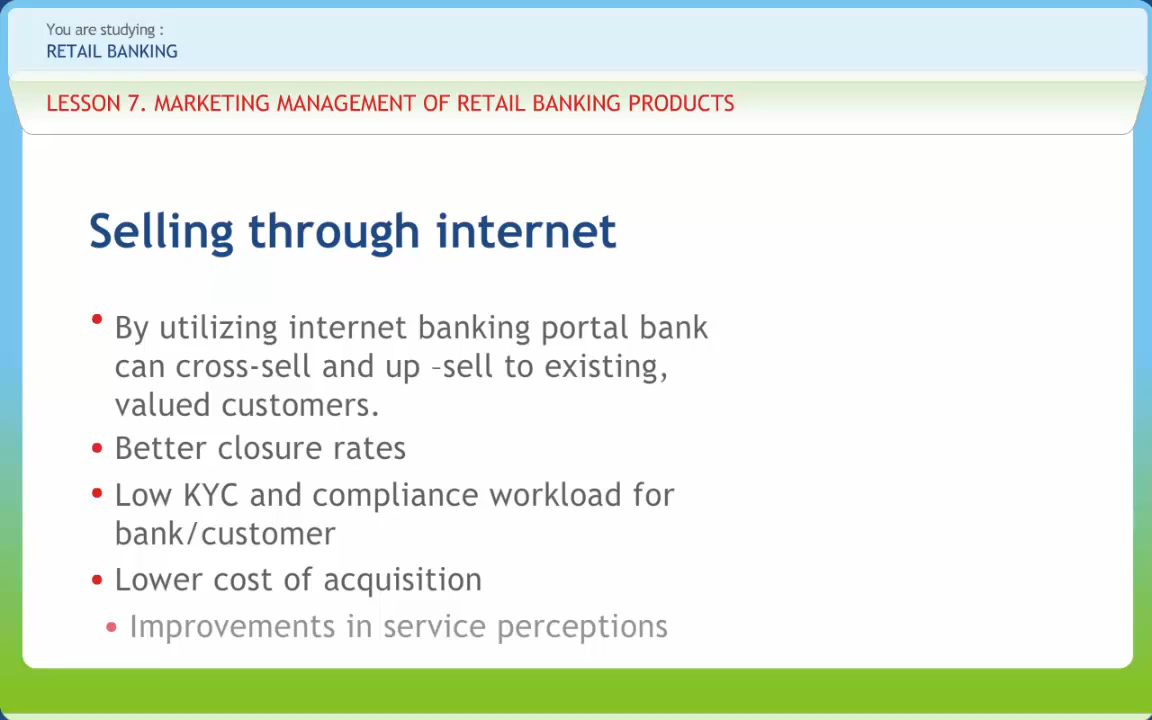 You are studying :
RETAIL BANKING
LESSON 7. MARKETING MANAGEMENT OF RETAIL BANKING PRODUCTS
Selling through internet
• By utilizing internet banking portal bank
can cross-sell and up –sell to existing,
valued customers.
• Better closure rates
• Low KYC and compliance workload for
bank/customer
• Lower cost of acquisition
• Improvements in service perceptions